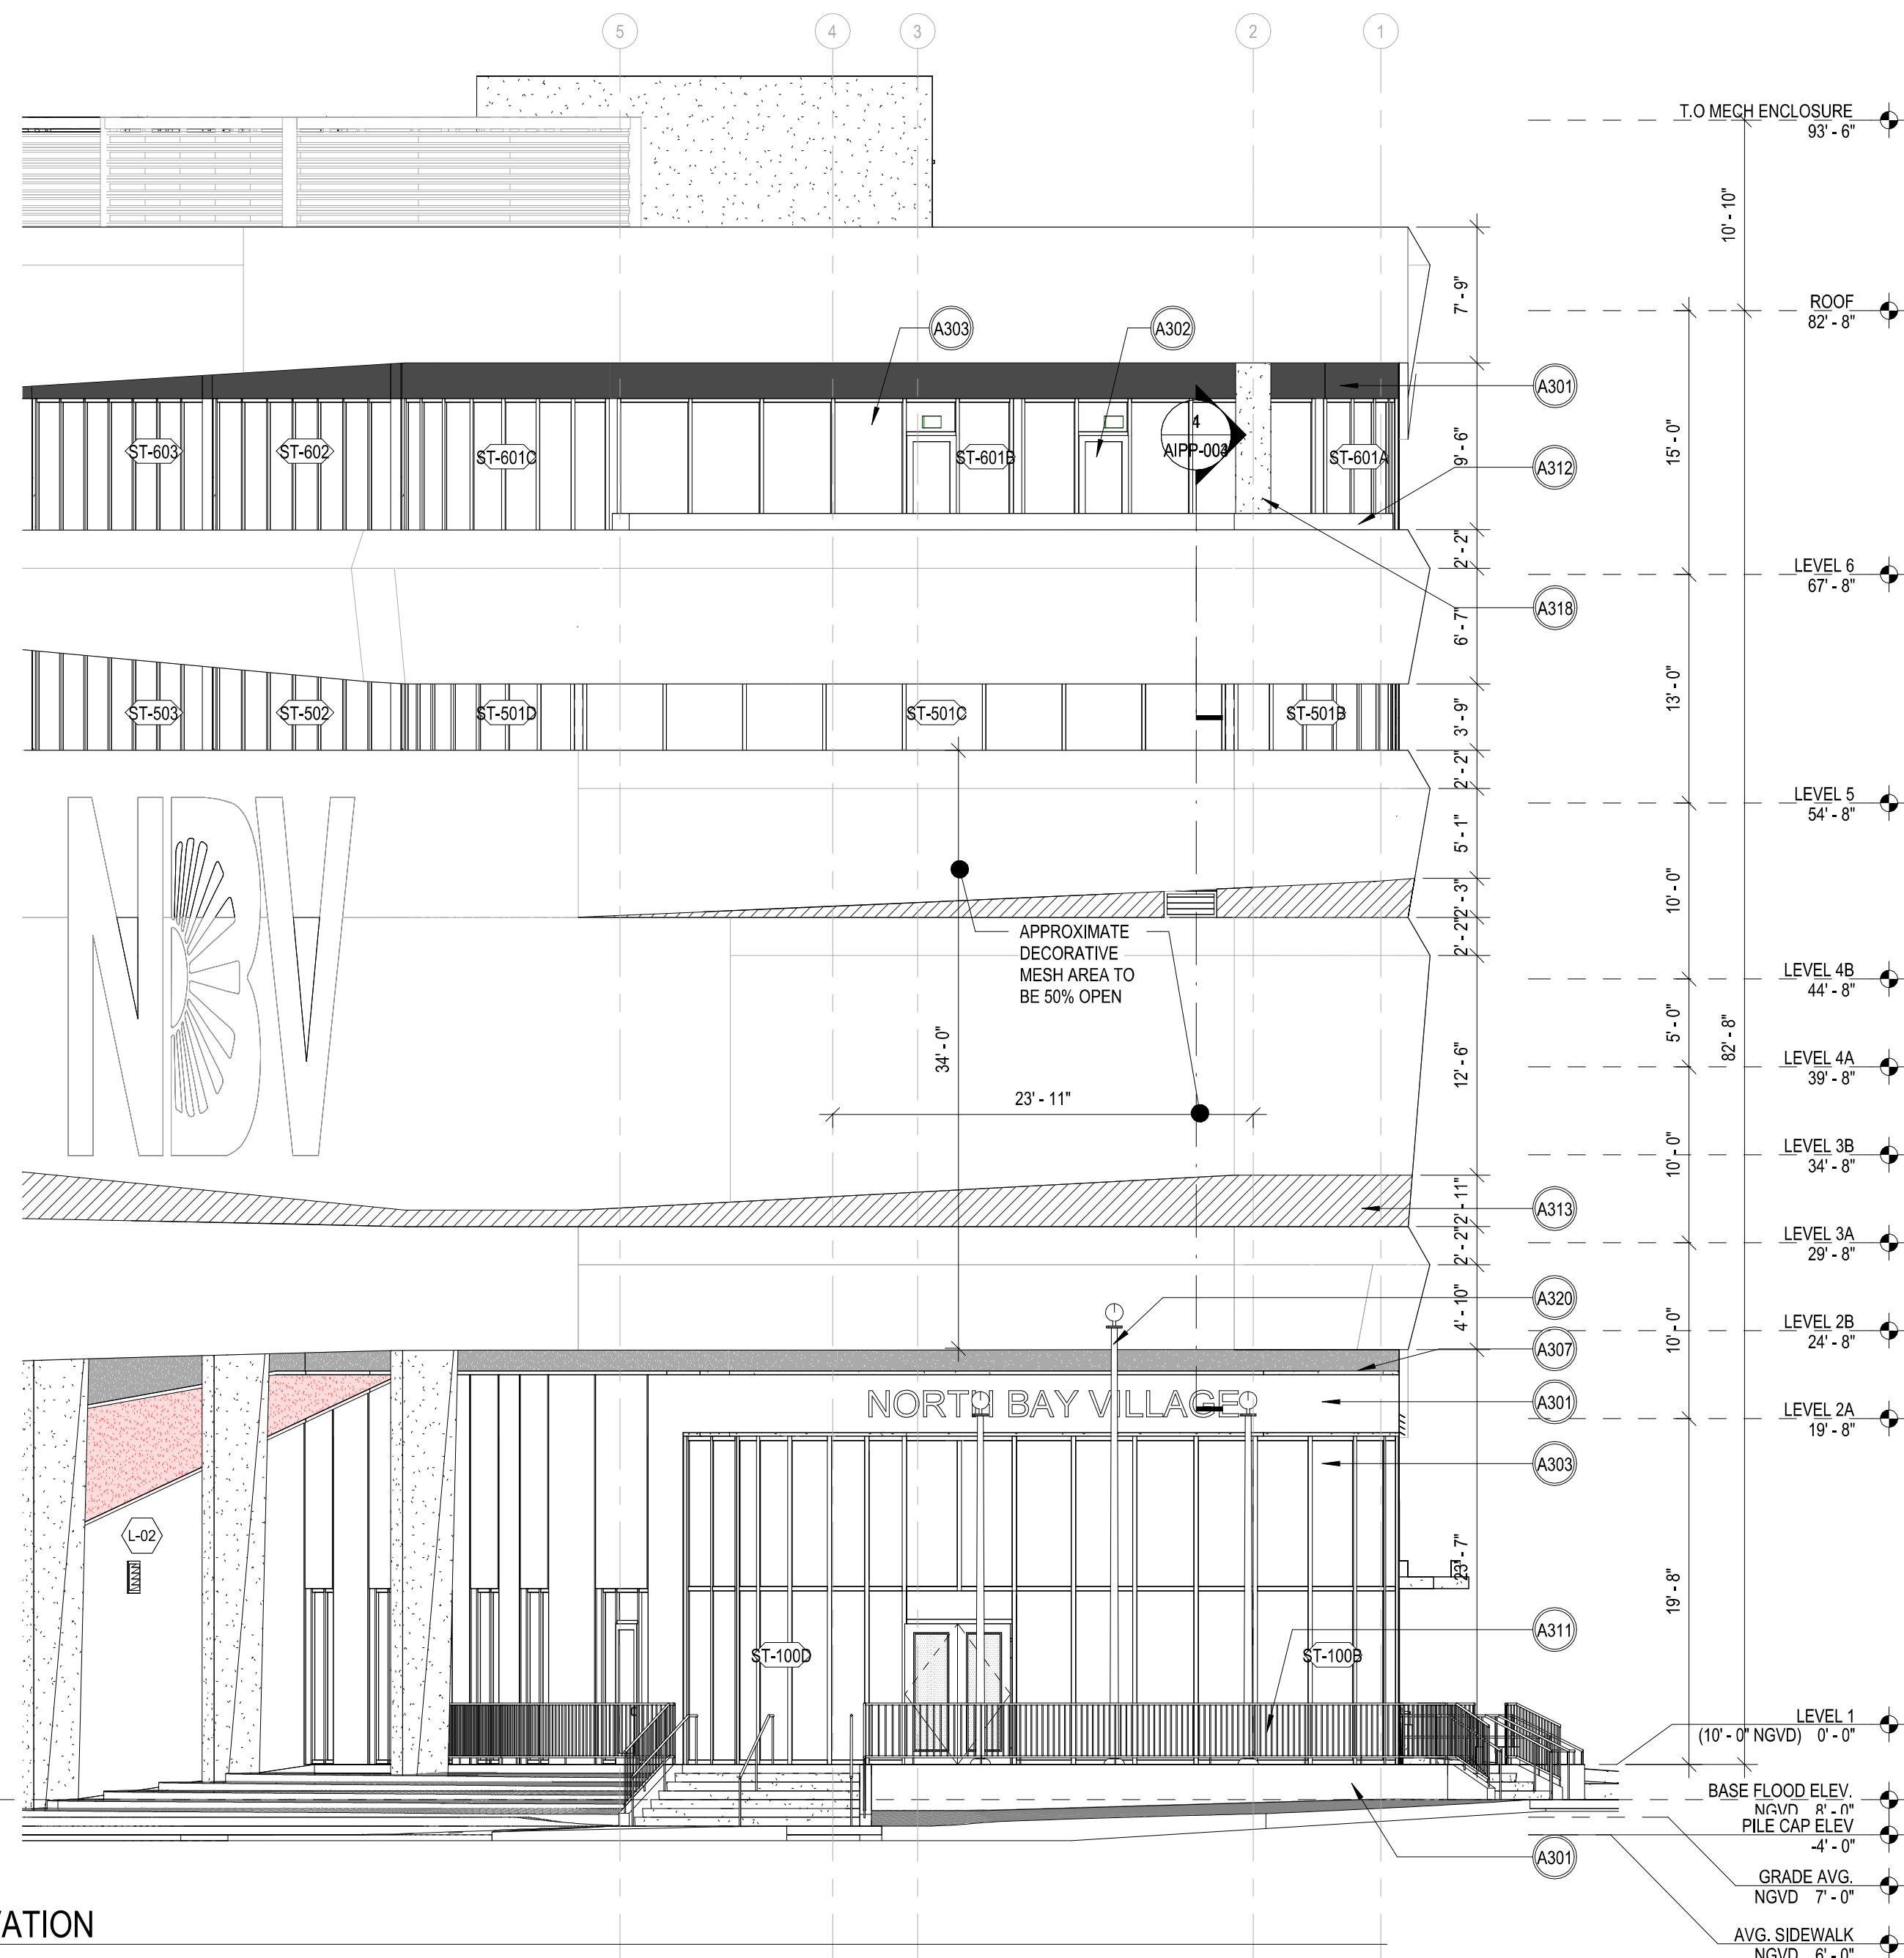 5
4
3
2
1
T.O MECH ENCLOSURE
93' - 6"
10' - 10"
7' - 9"
ROOF
82' - 8"
A303
A302
A301
15' - 0"
4
ST-603
ST-602
ST-601C
ST-601B
ST-601A
9' - 6"
A312
2' - 2"
LEVEL 6
67' - 8"
A318
6' - 7"
13' - 0"
ST-503
ST-502
ST-501D
ST-501C
ST-501B
3' - 9"
2' - 2"
LEVEL 5
54' - 8"
NBV
5' - 1"
10' - 0"
2' - 3"
2' - 2"
APPROXIMATE
DECORATIVE
MESH AREA TO
BE 50% OPEN
LEVEL 4B
44' - 8"
5' - 0"
82' - 8"
34' - 0"
12' - 6"
LEVEL 4A
39' - 8"
23' - 11"
LEVEL 3B
34' - 8"
10' - 0"
2' - 11"
A313
2' - 2"
LEVEL 3A
29' - 8"
A320
4' - 10"
10' - 0"
LEVEL 2B
24' - 8"
A307
NORTH BAY VILLAGE
A301
LEVEL 2A
19' - 8"
A303
L-02
23' - 7"
19' - 8"
A311
ST-100D
ST-100B
LEVEL 1
(10' - 0" NGVD) 0' - 0"
BASE FLOOD ELEV.
NGVD 8' - 0"
PILE CAP ELEV
-4' - 0"
A301
GRADE AVG.
NGVD 7' - 0"
VATION
AVG. SIDEWALK
NGVD 6' - 0"